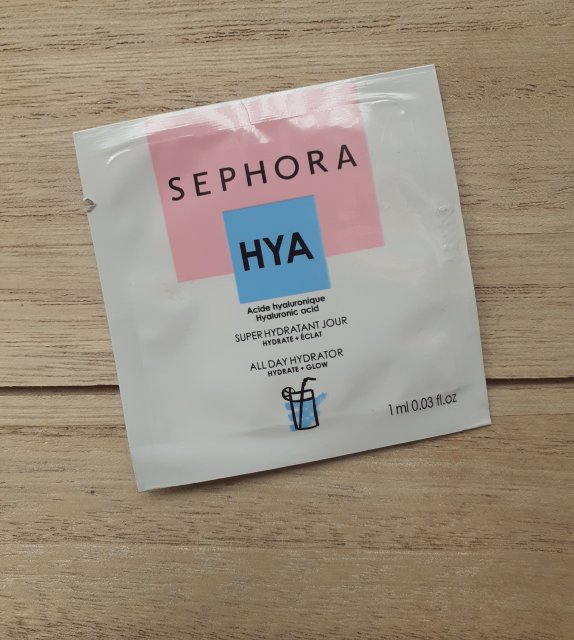 SEPHORA
HYA
Acide hyaluronique
Hyaluronic acid
SUPER HYDRATANT JOUR
HYDRATE + ÉCLAT
ALL DAY HYDRATOR
HYDRATE + GLOW
1 ml 0.03 fl.oz